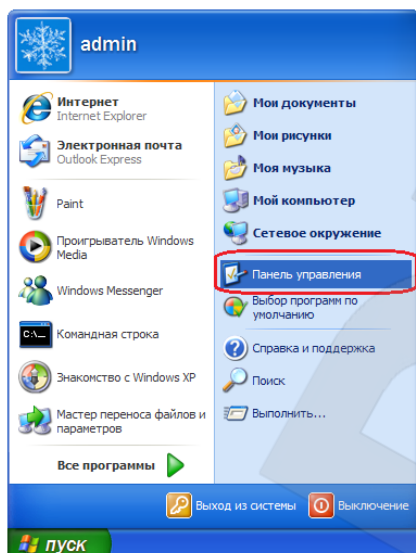 admin
Интернет
Internet Explorer
Электронная почта
Outlook Express
Paint
Проигрыватель Windows
Media
Windows Messenger
C:\_
Командная строка
Знакомство с Windows XP
Мастер переноса файлов и
параметров
Все программы
Мои документы
Мои рисунки
Моя музыка
Мой компьютер
Сетевое окружение
Панель управления
Выбор программ по
умолчанию
Справка и поддержка
Поиск
Выполнить...
Выход из системы
Выключение
пуск